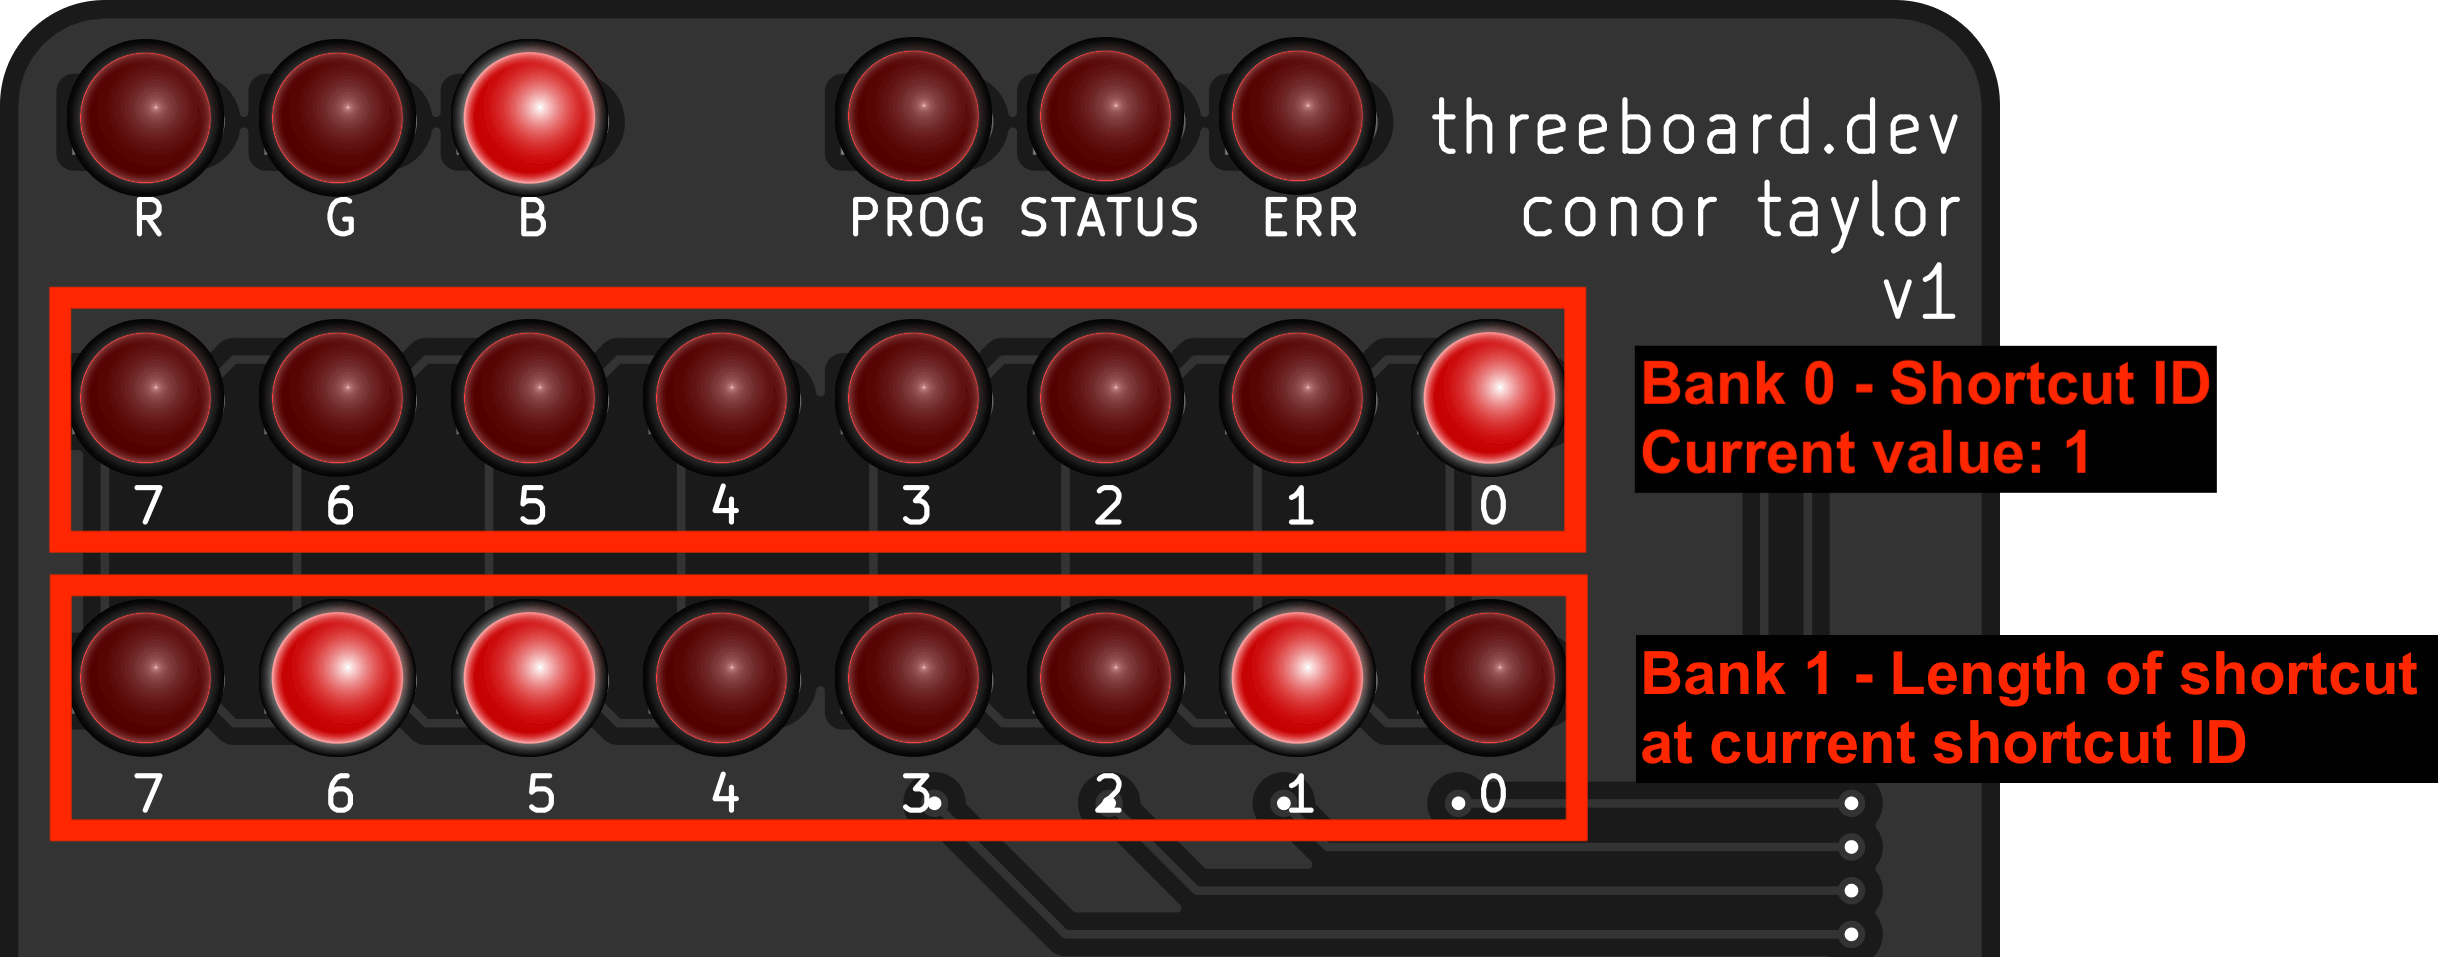 R G B PROG STATUS ERR
threeboard.dev
conor taylor
v1
7 6 5 4 3 2 1 0
Bank 0 - Shortcut ID
Current value: 1
7 6 5 4 3 2 1 0
Bank 1 - Length of shortcut
at current shortcut ID